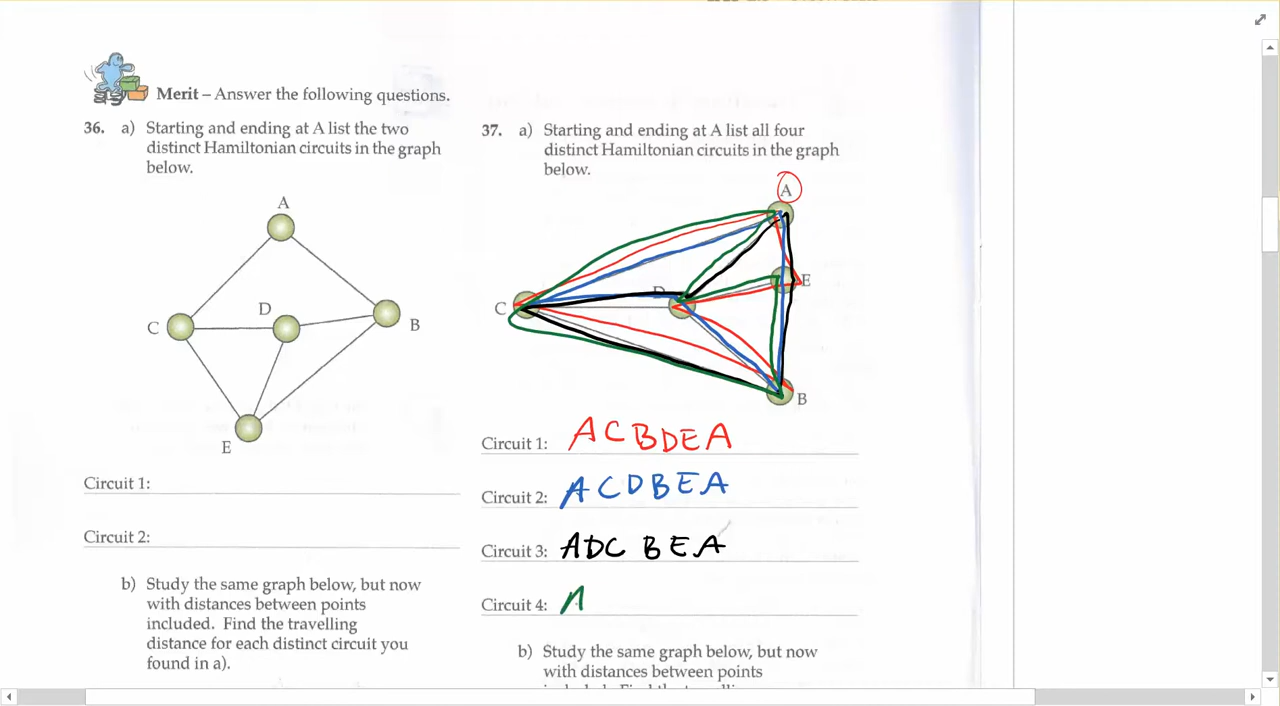 Merit – Answer the following questions.
36. a) Starting and ending at A list the two
distinct Hamiltonian circuits in the graph
below.
A
D
C
B
E
Circuit 1:
Circuit 2:
b) Study the same graph below, but now
with distances between points
included. Find the travelling
distance for each distinct circuit you
found in a).
37. a) Starting and ending at A list all four
distinct Hamiltonian circuits in the graph
below.
A
E
D
C
B
Circuit 1: ACBDEA
Circuit 2: ACDBEA
Circuit 3: ADCBEA
Circuit 4: A
b) Study the same graph below, but now
with distances between points